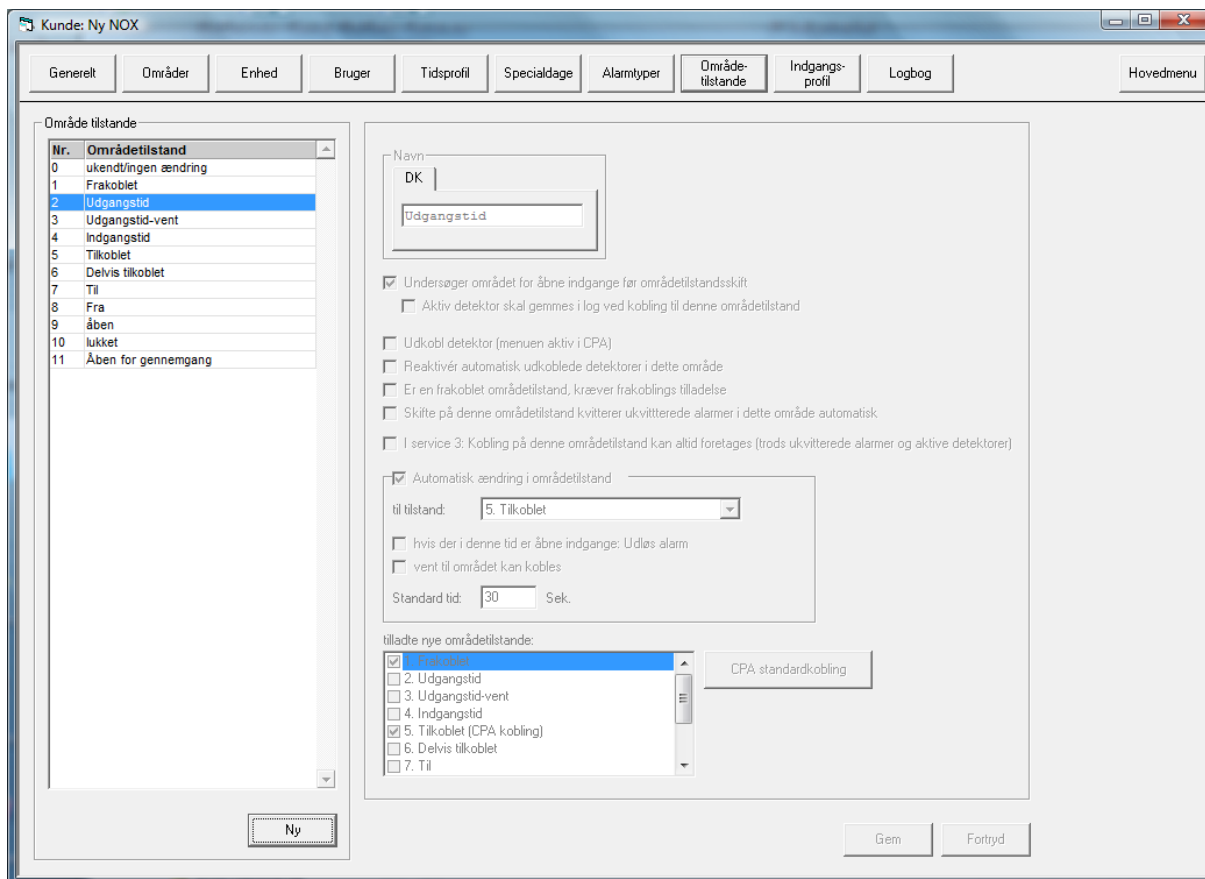 Kunde: Ny NOX
Generelt
Områder
Enhed
Bruger
Tidsprofil
Specialdage
Alarmtyper
Område-
tilstande
Indgangs-
profil
Logbog
Hovedmenu
Område tilstande
Nr. Områdetilstand
0 ukendt/ingen ændring
1 Frakoblet
2 Udgangstid
3 Udgangstid-vent
4 Indgangstid
5 Tilkoblet
6 Delvis tilkoblet
7 Til
8 Fra
9 åben
10 lukket
11 Åben for gennemgang
Ny
Navn
DK
Udgangstid
Undersøger området for åbne indgange før områdetilstandsskift
Aktiv detektor skal gemmes i log ved kobling til denne områdetilstand
Udkobl detektor (menuen aktiv i CPA)
Reaktivér automatisk udkoblede detektorer i dette område
Er en frakoblet områdetilstand, kræver frakoblings tilladelse
Skifte på denne områdetilstand kvitterer ukvittterede alarmer i dette område automatisk
I service 3: Kobling på denne områdetilstand kan altid foretages (trods ukvitterede alarmer og aktive detektorer)
Automatisk ændring i områdetilstand
til tilstand: 5. Tilkoblet
hvis der i denne tid er åbne indgange: Udløs alarm
vent til området kan kobles
Standard tid: 30 Sek.
tilladte nye områdetilstande:
1. Frakoblet
2. Udgangstid
3. Udgangstid-vent
4. Indgangstid
5. Tilkoblet (CPA kobling)
6. Delvis tilkoblet
7. Til
CPA standardkobling
Gem
Fortryd